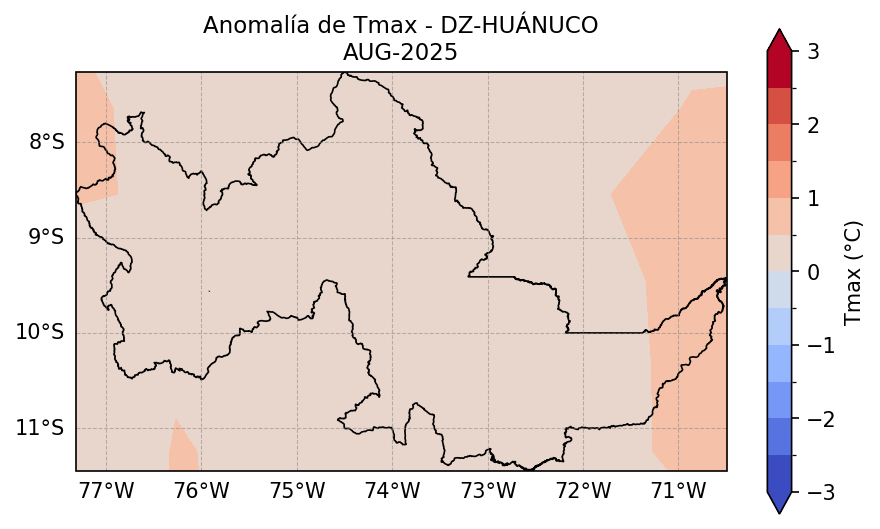 Anomalía de Tmax - DZ-HUÁNUCO
AUG-2025
8°S
9°S
10°S
11°S
77°W 76°W 75°W 74°W 73°W 72°W 71°W
3
2
1
0
−1
−2
−3
Tmax (°C)